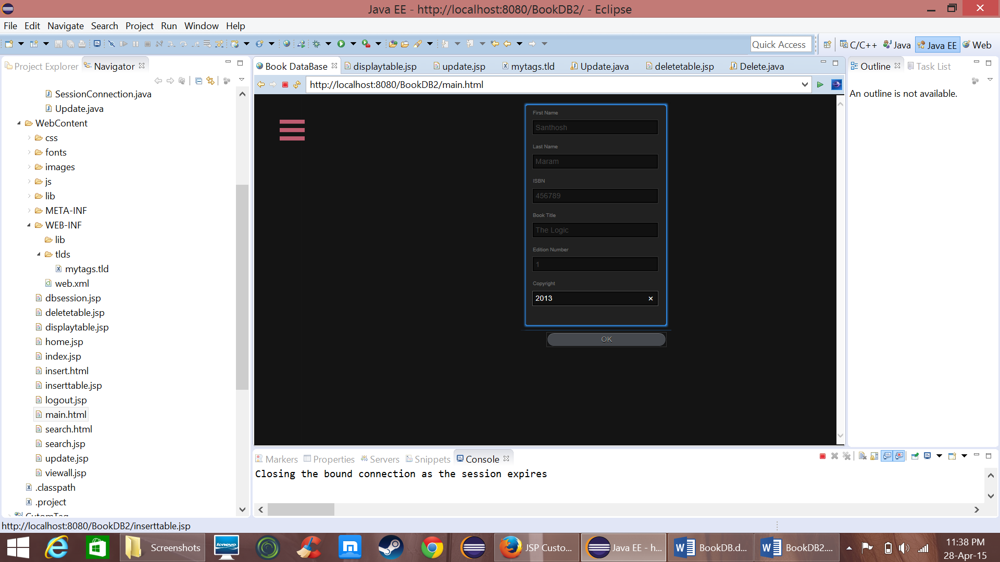 Java EE - http://localhost:8080/BookDB2/ - Eclipse
File Edit Navigate Search Project Run Window Help
Quick Access
C/C++ Java Java EE Web
Project Explorer Navigator
Book DataBase displaytable.jsp update.jsp mytags.tld Update.java deletetable.jsp Delete.java
Outline Task List
http://localhost:8080/BookDB2/main.html
An outline is not available.
SessionConnection.java
Update.java
WebContent
css
fonts
images
js
lib
META-INF
WEB-INF
lib
tlds
mytags.tld
web.xml
dbsession.jsp
deletetable.jsp
displaytable.jsp
home.jsp
index.jsp
insert.html
inserttable.jsp
logout.jsp
main.html
search.html
search.jsp
update.jsp
viewall.jsp
.classpath
.project
CutomTag
First Name
Santhosh
Last Name
Maram
ISBN
456789
Book Title
The Logic
Edition Number
1
Copyright
2013
OK
Markers Properties Servers Snippets Console
Closing the bound connection as the session expires
http://localhost:8080/BookDB2/inserttable.jsp
Screenshots
lenovo
JSP Custo...
Java EE - h...
BookDB.d...
BookDB2....
11:38 PM
28-Apr-15